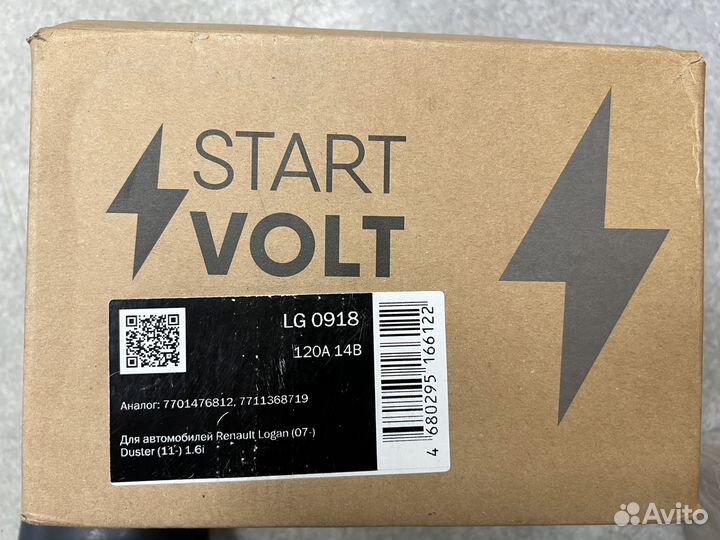 START
VOLT
LG 0918
120A 14В
Аналог: 7701476812, 7711368719
Для автомобилей Renault Logan (07-)
Duster (11-) 1.6i
4 680295 166122
Avito